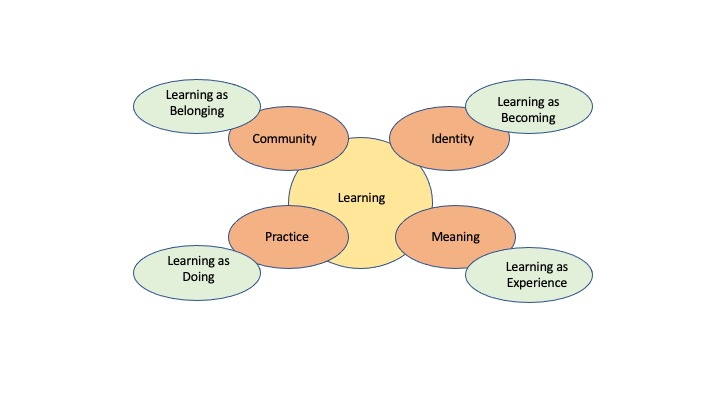 Learning as
Belonging
Learning as
Becoming
Community
Identity
Learning
Practice
Meaning
Learning as
Doing
Learning as
Experience